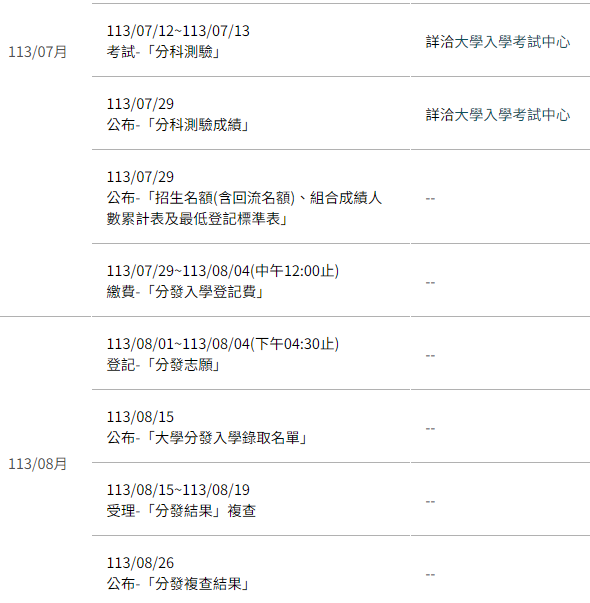 113/07月
113/07/12~113/07/13
考試-「分科測驗」
詳洽大學入學考試中心
113/07/29
公布-「分科測驗成績」
詳洽大學入學考試中心
113/07/29
公布-「招生名額(含回流名額)、組合成績人
數累計表及最低登記標準表」
--
113/07/29~113/08/04(中午12:00止)
繳費-「分發入學登記費」
--
113/08月
113/08/01~113/08/04(下午04:30止)
登記-「分發志願」
--
113/08/15
公布-「大學分發入學錄取名單」
--
113/08/15~113/08/19
受理-「分發結果」複查
--
113/08/26
公布-「分發複查結果」
--